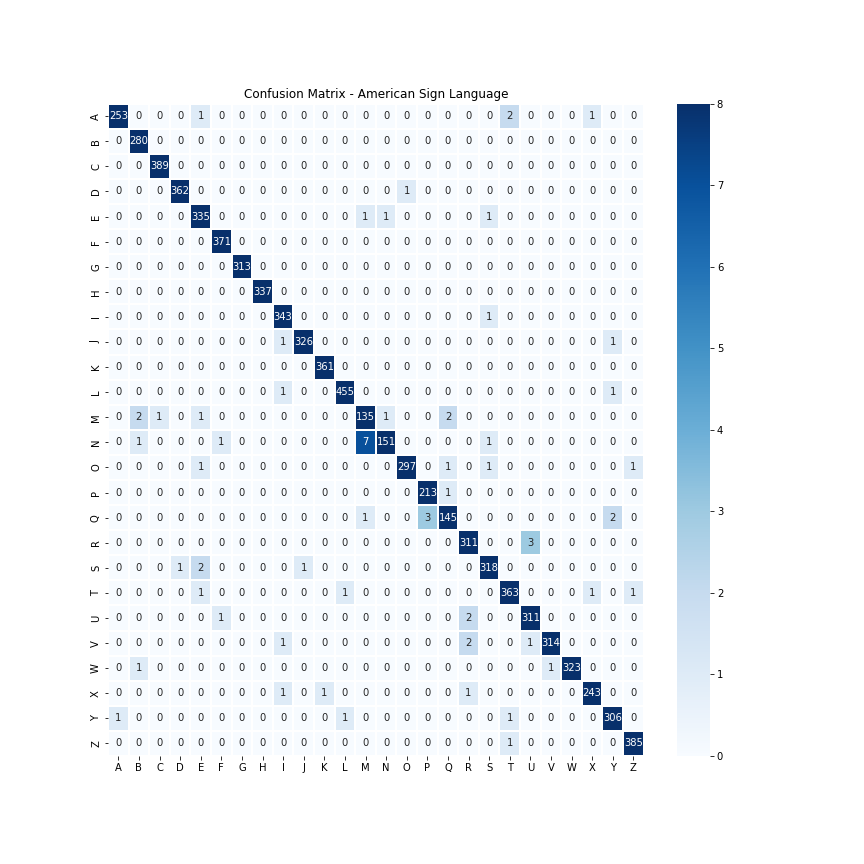 Confusion Matrix - American Sign Language
A 253 0 0 0 1 0 0 0 0 0 0 0 0 0 0 0 0 0 0 2 0 0 0 1 0 0
B 0 280 0 0 0 0 0 0 0 0 0 0 0 0 0 0 0 0 0 0 0 0 0 0 0 0
C 0 0 389 0 0 0 0 0 0 0 0 0 0 0 0 0 0 0 0 0 0 0 0 0 0 0
D 0 0 0 362 0 0 0 0 0 0 0 0 0 0 1 0 0 0 0 0 0 0 0 0 0 0
E 0 0 0 0 335 0 0 0 0 0 0 0 1 1 0 0 0 0 1 0 0 0 0 0 0 0
F 0 0 0 0 0 371 0 0 0 0 0 0 0 0 0 0 0 0 0 0 0 0 0 0 0 0
G 0 0 0 0 0 0 313 0 0 0 0 0 0 0 0 0 0 0 0 0 0 0 0 0 0 0
H 0 0 0 0 0 0 0 337 0 0 0 0 0 0 0 0 0 0 0 0 0 0 0 0 0 0
I 0 0 0 0 0 0 0 0 343 0 0 0 0 0 0 0 0 0 1 0 0 0 0 0 0 0
J 0 0 0 0 0 0 0 0 1 326 0 0 0 0 0 0 0 0 0 0 0 0 0 0 1 0
K 0 0 0 0 0 0 0 0 0 0 361 0 0 0 0 0 0 0 0 0 0 0 0 0 0 0
L 0 0 0 0 0 0 0 0 1 0 0 455 0 0 0 0 0 0 0 0 0 0 0 0 1 0
M 0 2 1 0 1 0 0 0 0 0 0 0 135 1 0 0 2 0 0 0 0 0 0 0 0 0
N 0 1 0 0 0 1 0 0 0 0 0 0 7 151 0 0 0 0 1 0 0 0 0 0 0 0
O 0 0 0 0 1 0 0 0 0 0 0 0 0 0 297 0 1 0 1 0 0 0 0 0 0 1
P 0 0 0 0 0 0 0 0 0 0 0 0 0 0 0 213 1 0 0 0 0 0 0 0 0 0
Q 0 0 0 0 0 0 0 0 0 0 0 0 1 0 0 3 145 0 0 0 0 0 0 0 2 0
R 0 0 0 0 0 0 0 0 0 0 0 0 0 0 0 0 0 311 0 0 3 0 0 0 0 0
S 0 0 0 1 2 0 0 0 0 1 0 0 0 0 0 0 0 0 318 0 0 0 0 0 0 0
T 0 0 0 0 1 0 0 0 0 0 0 1 0 0 0 0 0 0 0 363 0 0 0 1 0 1
U 0 0 0 0 0 1 0 0 0 0 0 0 0 0 0 0 0 2 0 0 311 0 0 0 0 0
V 0 0 0 0 0 0 0 0 1 0 0 0 0 0 0 0 0 2 0 0 1 314 0 0 0 0
W 0 1 0 0 0 0 0 0 0 0 0 0 0 0 0 0 0 0 0 0 0 1 323 0 0 0
X 0 0 0 0 0 0 0 0 1 0 1 0 0 0 0 0 0 1 0 0 0 0 0 243 0 0
Y 1 0 0 0 0 0 0 0 0 0 0 1 0 0 0 0 0 0 0 1 0 0 0 0 306 0
Z 0 0 0 0 0 0 0 0 0 0 0 0 0 0 0 0 0 0 0 1 0 0 0 0 0 385
A B C D E F G H I J K L M N O P Q R S T U V W X Y Z
8
7
6
5
4
3
2
1
0